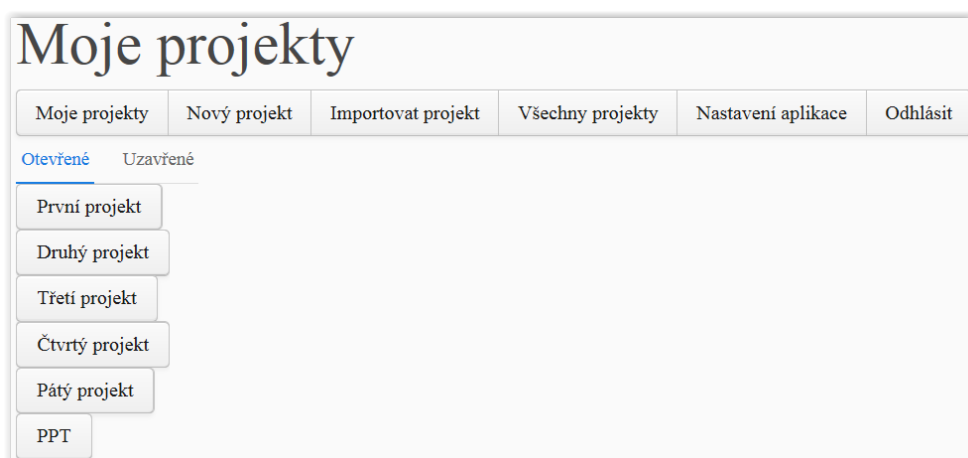 Moje projekty
Moje projekty Nový projekt Importovat projekt Všechny projekty Nastavení aplikace Odhlásit
Otevřené Uzavřené
První projekt
Druhý projekt
Třetí projekt
Čtvrtý projekt
Pátý projekt
PPT